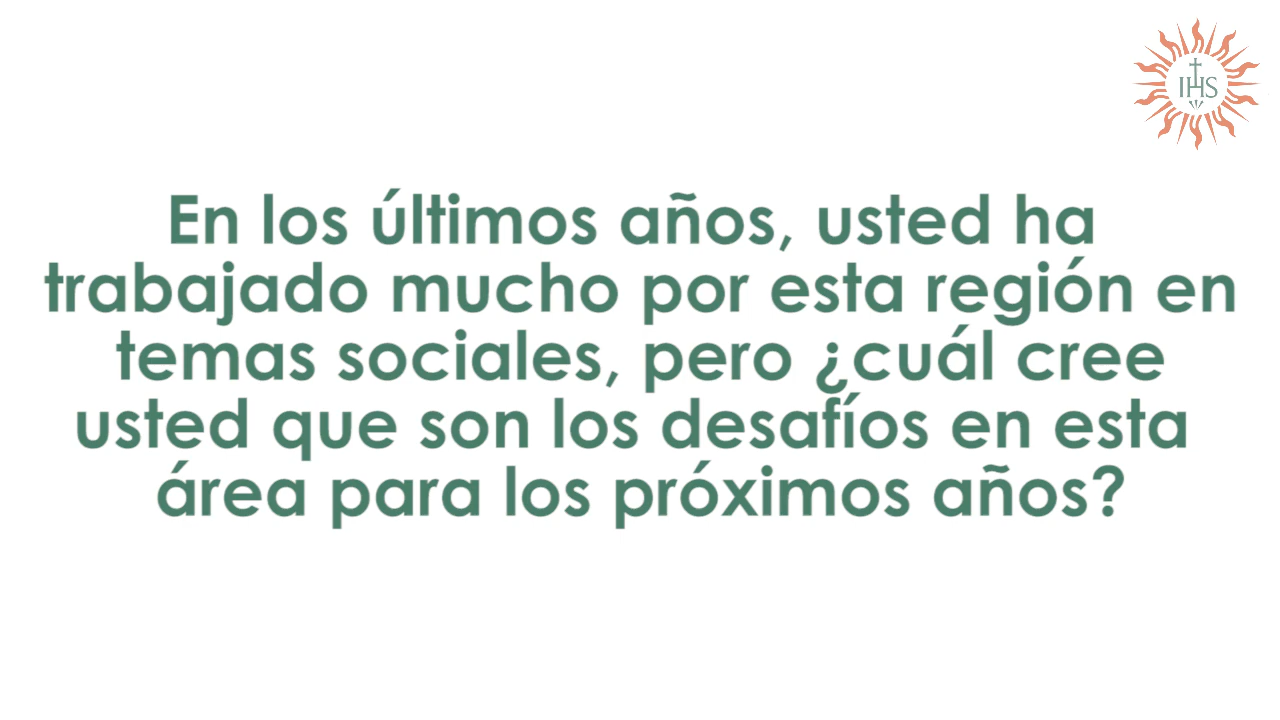 IHS
En los últimos años, usted ha
trabajado mucho por esta región en
temas sociales, pero ¿cuál cree
usted que son los desafíos en esta
área para los próximos años?